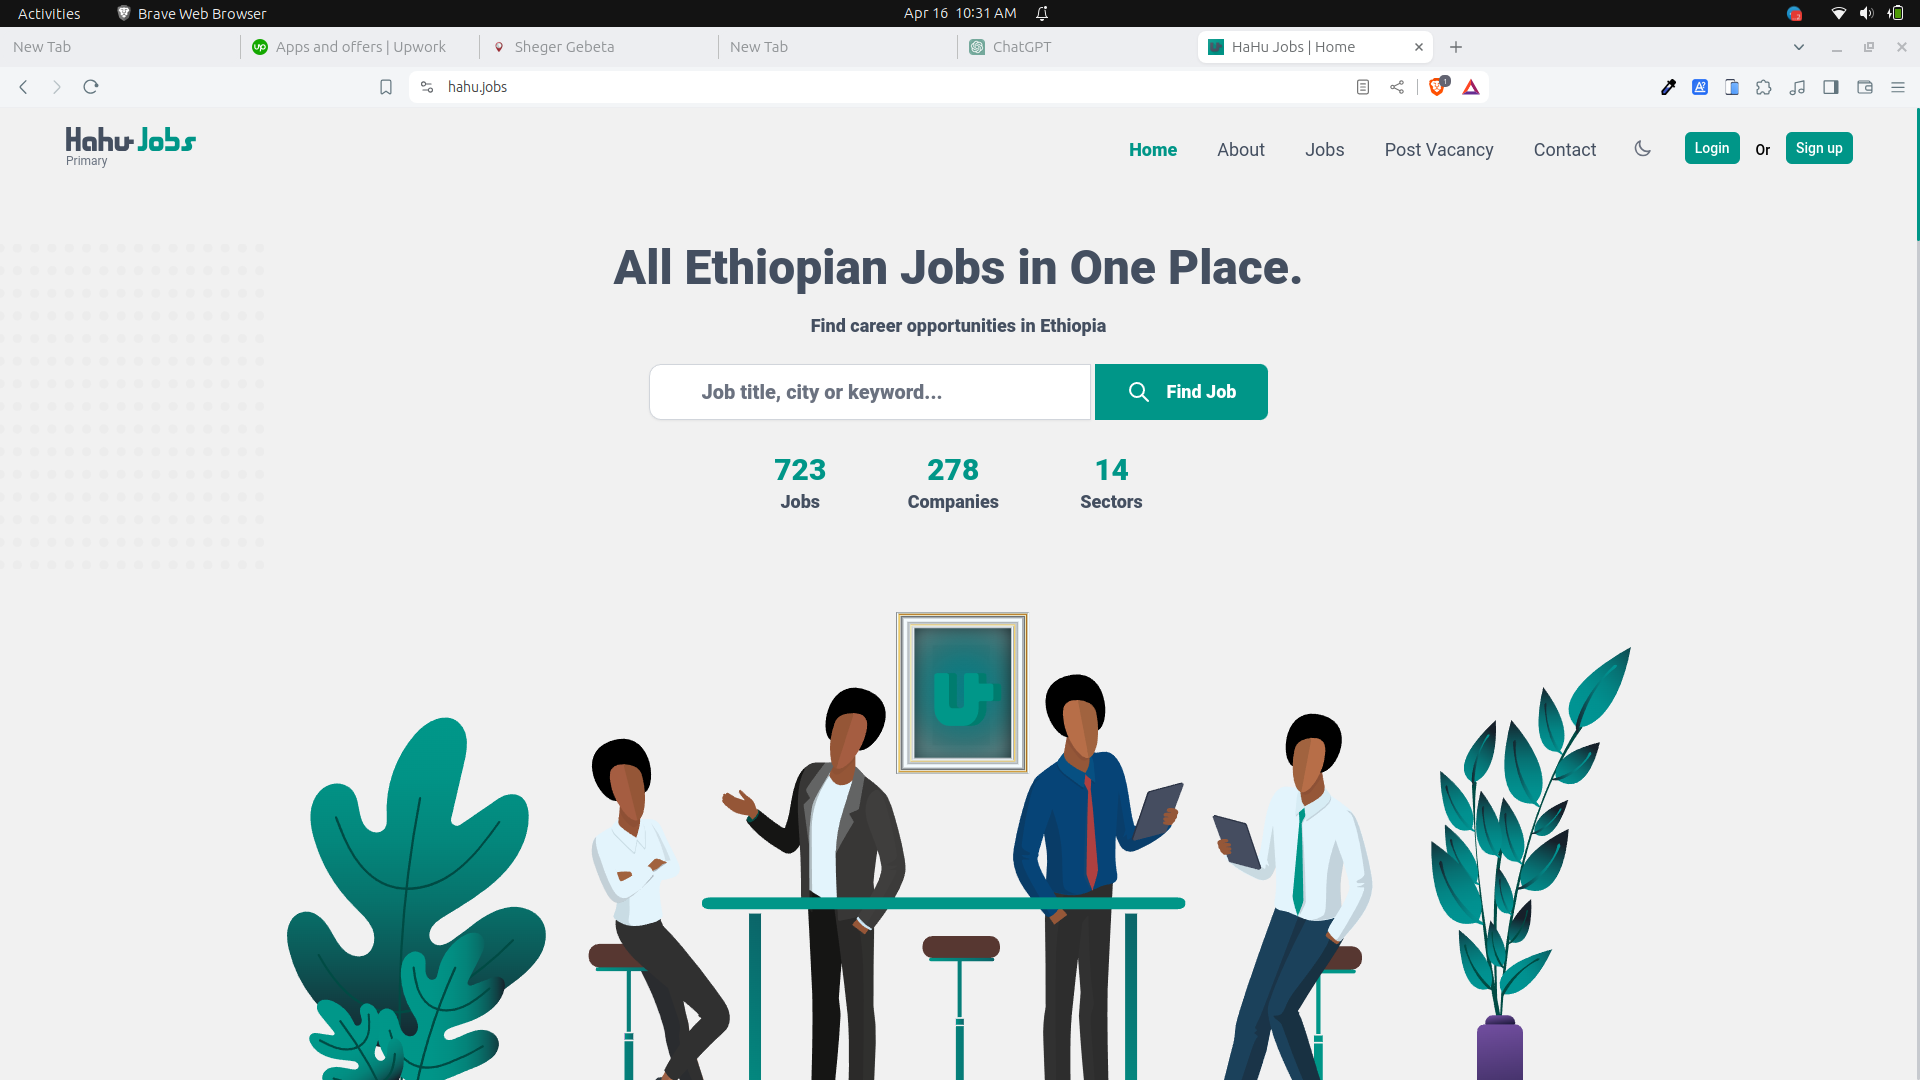 Activities Brave Web Browser Apr 16 10:31 AM
New Tab Apps and offers | Upwork Sheger Gebeta New Tab ChatGPT HaHu Jobs | Home
hahu.jobs 1
Hahu Jobs
Primary
Home About Jobs Post Vacancy Contact Login Or Sign up
All Ethiopian Jobs in One Place.
Find career opportunities in Ethiopia
Job title, city or keyword... Find Job
723 278 14
Jobs Companies Sectors